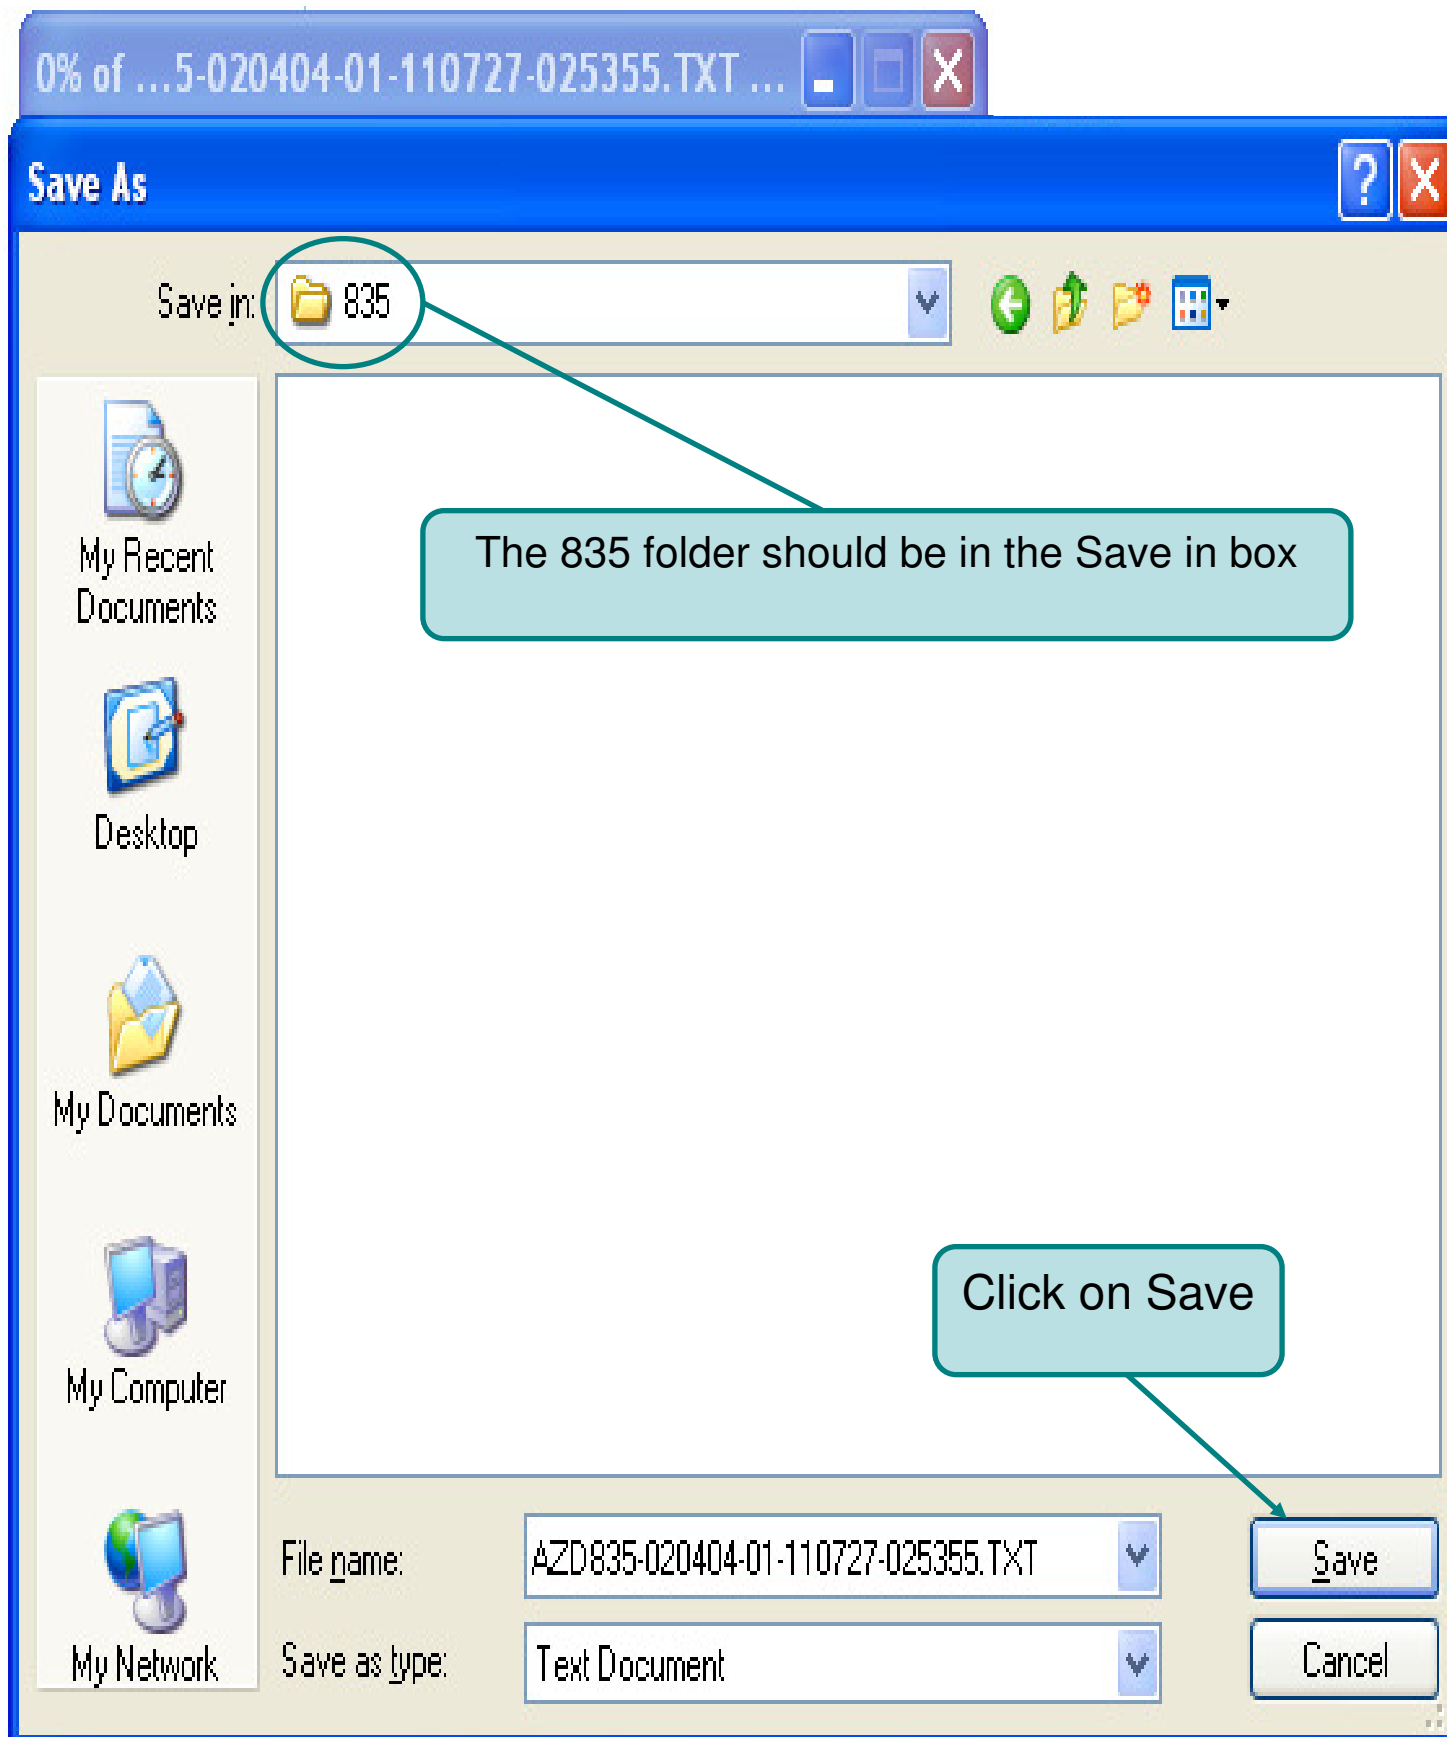 0% of ...5-020404-01-110727-025355.TXT ...
Save As
Save in:
835
The 835 folder should be in the Save in box
My Recent
Documents
Desktop
My Documents
My Computer
My Network
Click on Save
File name:
AZD835-020404-01-110727-025355.TXT
Save
Save as type:
Text Document
Cancel